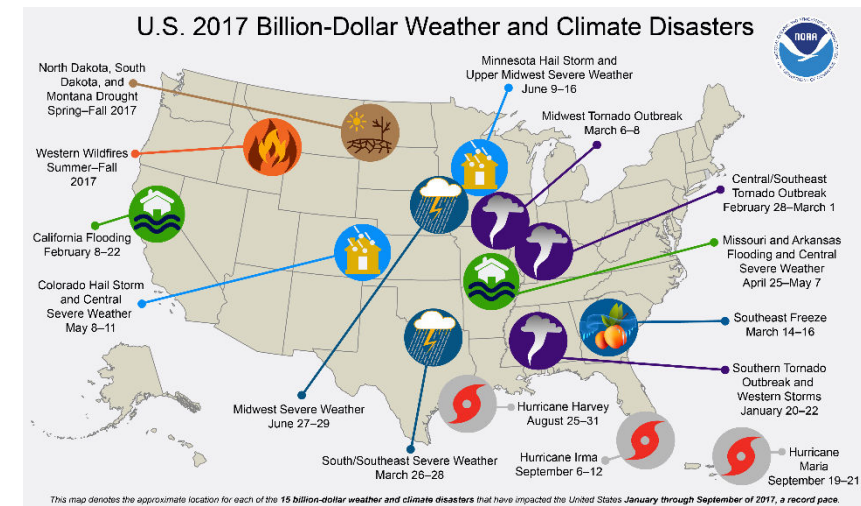 U.S. 2017 Billion-Dollar Weather and Climate Disasters
NOAA
North Dakota, South
Dakota, and
Montana Drought
Spring–Fall 2017
Western Wildfires
Summer–Fall
2017
California Flooding
February 8–22
Colorado Hail Storm
and Central
Severe Weather
May 8–11
Midwest Severe Weather
June 27–29
South/Southeast Severe Weather
March 26–28
Minnesota Hail Storm and
Upper Midwest Severe Weather
June 9–16
Midwest Tornado Outbreak
March 6–8
Central/Southeast
Tornado Outbreak
February 28–March 1
Missouri and Arkansas
Flooding and Central
Severe Weather
April 25–May 7
Southeast Freeze
March 14–16
Southern Tornado
Outbreak and
Western Storms
January 20–22
Hurricane Harvey
August 25–31
Hurricane Irma
September 6–12
Hurricane
Maria
September 19–21
This map denotes the approximate location for each of the 15 billion-dollar weather and climate disasters that have impacted the United States January through September of 2017, a record pace.